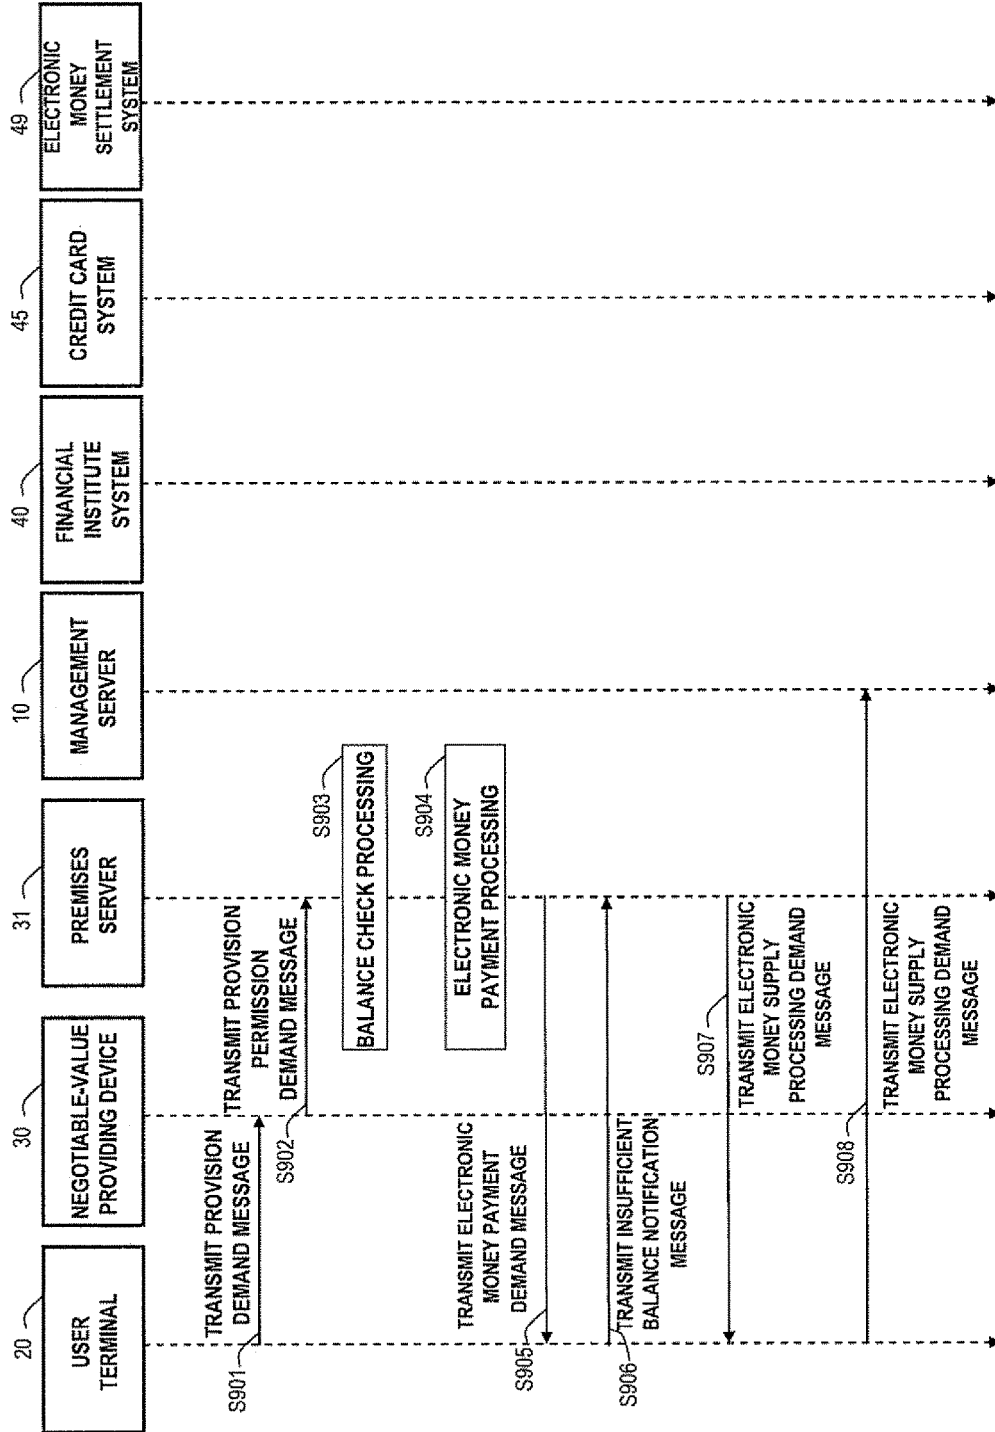 20
USER
TERMINAL
30
NEGOTIABLE-VALUE
PROVIDING DEVICE
31
PREMISES
SERVER
10
MANAGEMENT
SERVER
40
FINANCIAL
INSTITUTE
SYSTEM
45
CREDIT CARD
SYSTEM
49
ELECTRONIC
MONEY
SETTLEMENT
SYSTEM
TRANSMIT PROVISION
DEMAND MESSAGE
S901
TRANSMIT PROVISION
PERMISSION
DEMAND MESSAGE
S902
S903
BALANCE CHECK PROCESSING
S904
ELECTRONIC MONEY
PAYMENT PROCESSING
TRANSMIT ELECTRONIC
MONEY PAYMENT
DEMAND MESSAGE
S905
S906
TRANSMIT INSUFFICIENT
BALANCE NOTIFICATION
MESSAGE
S907
TRANSMIT ELECTRONIC
MONEY SUPPLY
PROCESSING DEMAND
MESSAGE
S908
TRANSMIT ELECTRONIC
MONEY SUPPLY
PROCESSING DEMAND
MESSAGE